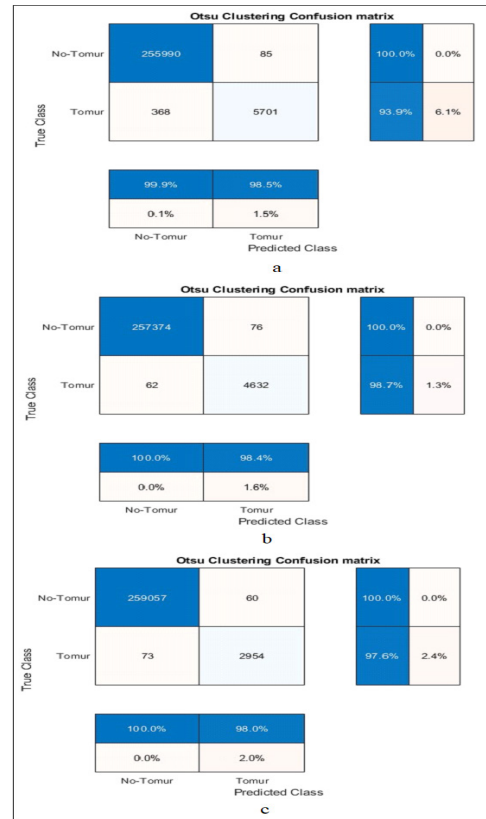 Otsu Clustering Confusion matrix
No-Tomur 255990 85 100.0% 0.0%
Tomur 368 5701 93.9% 6.1%
True Class
99.9% 98.5%
0.1% 1.5%
No-Tomur Tomur
Predicted Class
a
Otsu Clustering Confusion matrix
No-Tomur 257374 76 100.0% 0.0%
Tomur 62 4632 98.7% 1.3%
True Class
100.0% 98.4%
0.0% 1.6%
No-Tomur Tomur
Predicted Class
b
Otsu Clustering Confusion matrix
No-Tomur 259057 60 100.0% 0.0%
Tomur 73 2954 97.6% 2.4%
True Class
100.0% 98.0%
0.0% 2.0%
No-Tomur Tomur
Predicted Class
c